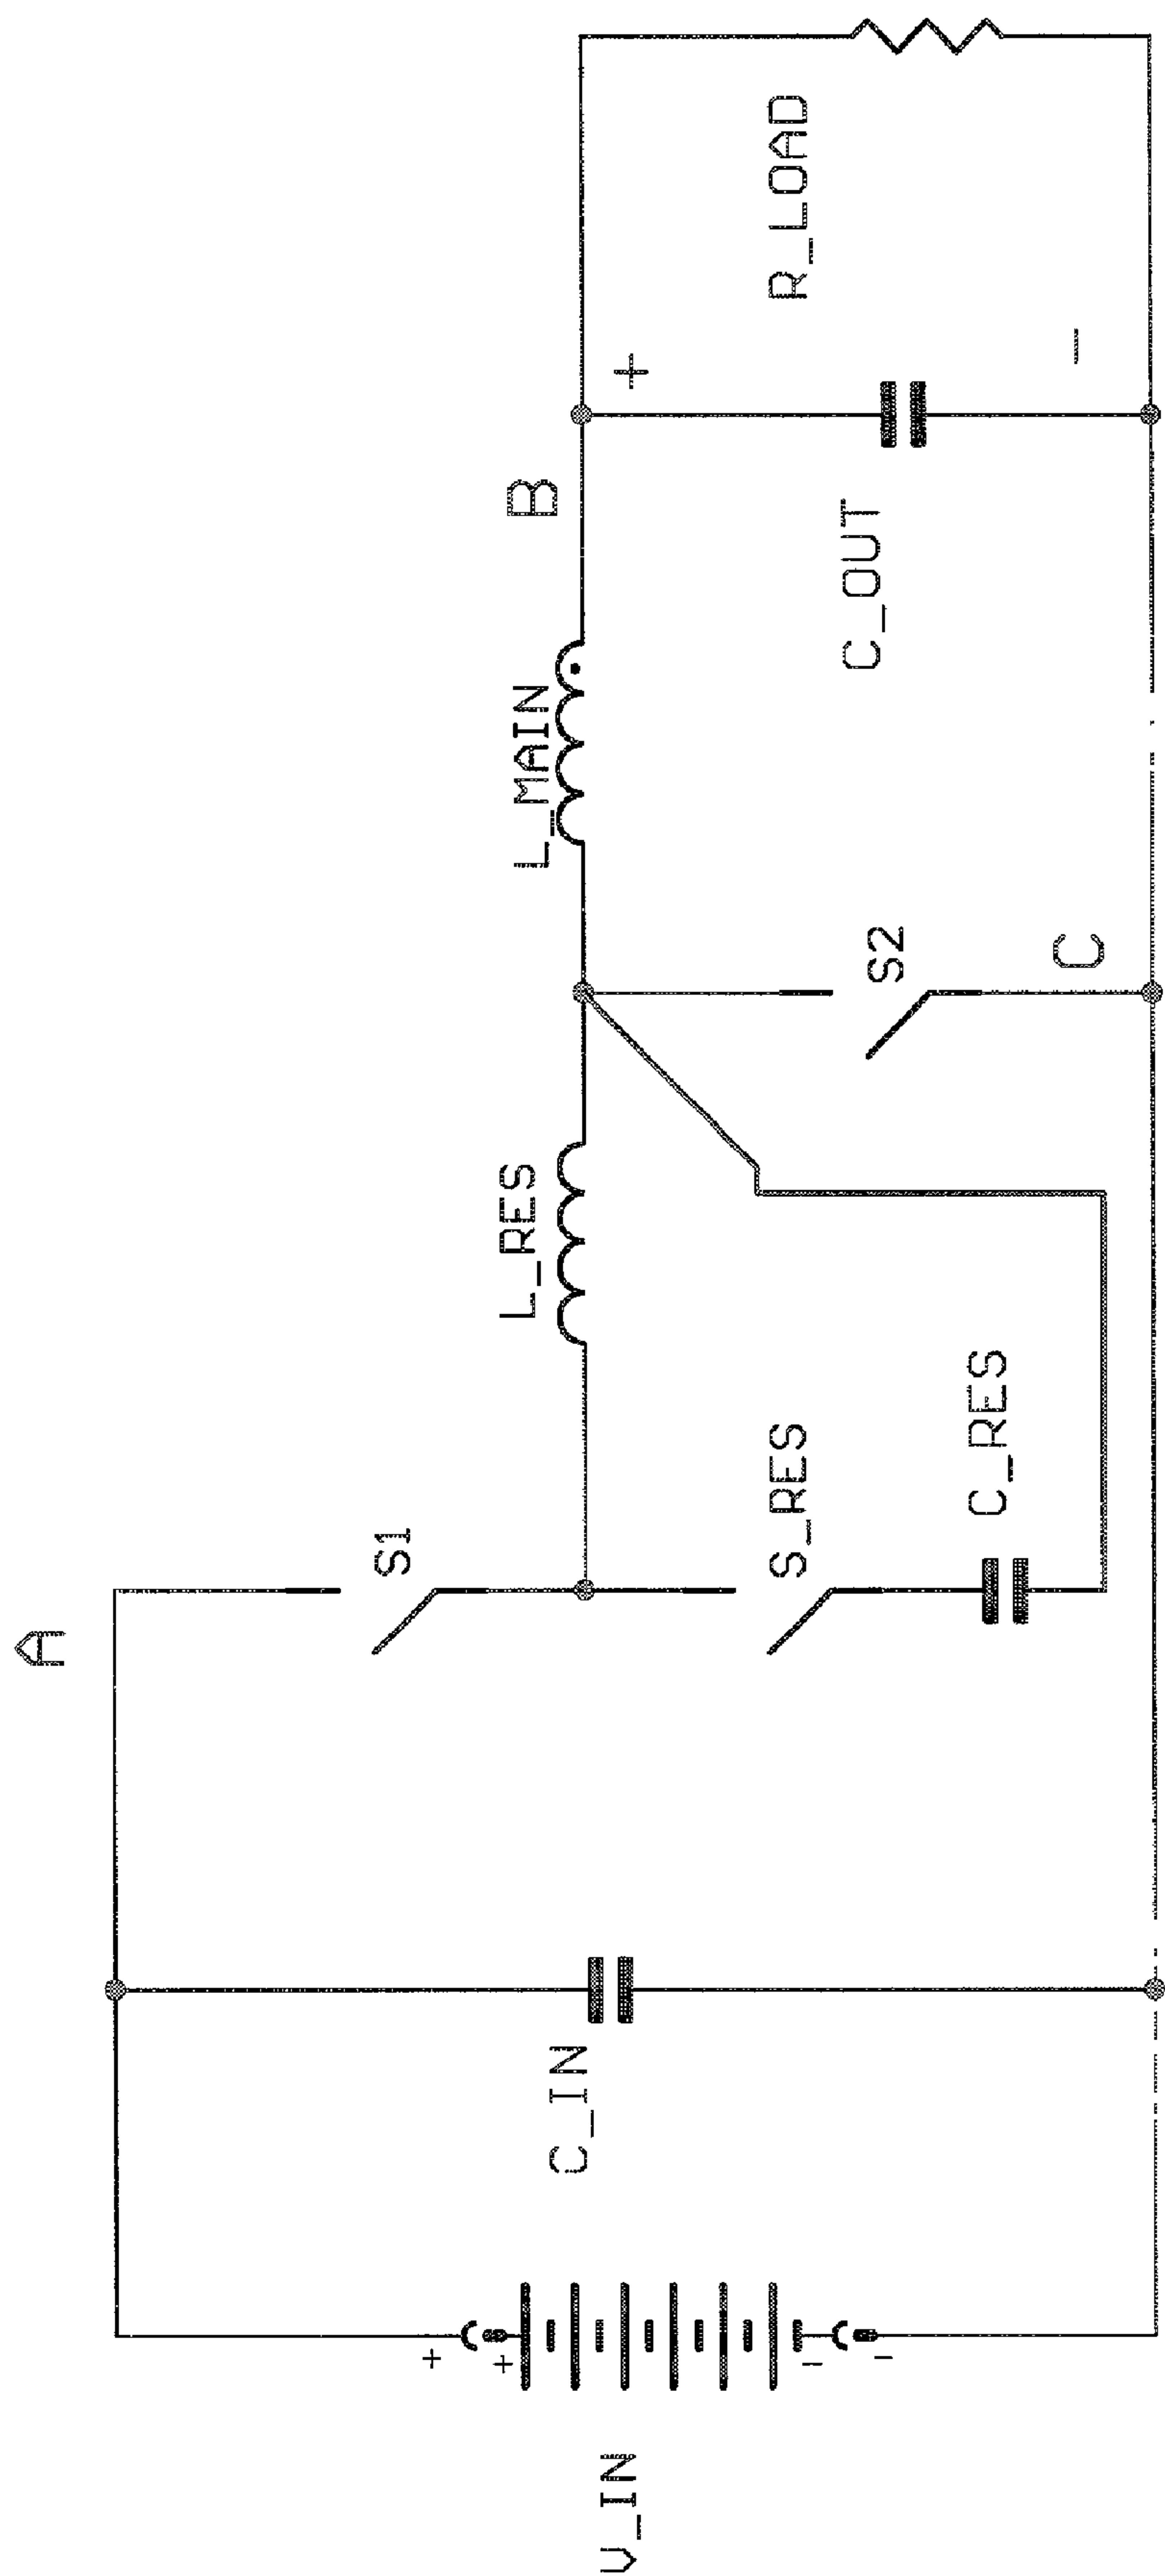 A
B
C
V_IN
+
+
-
-
C_IN
S1
S_RES
C_RES
L_RES
S2
L_MAIN
C_OUT
+
-
R_LOAD